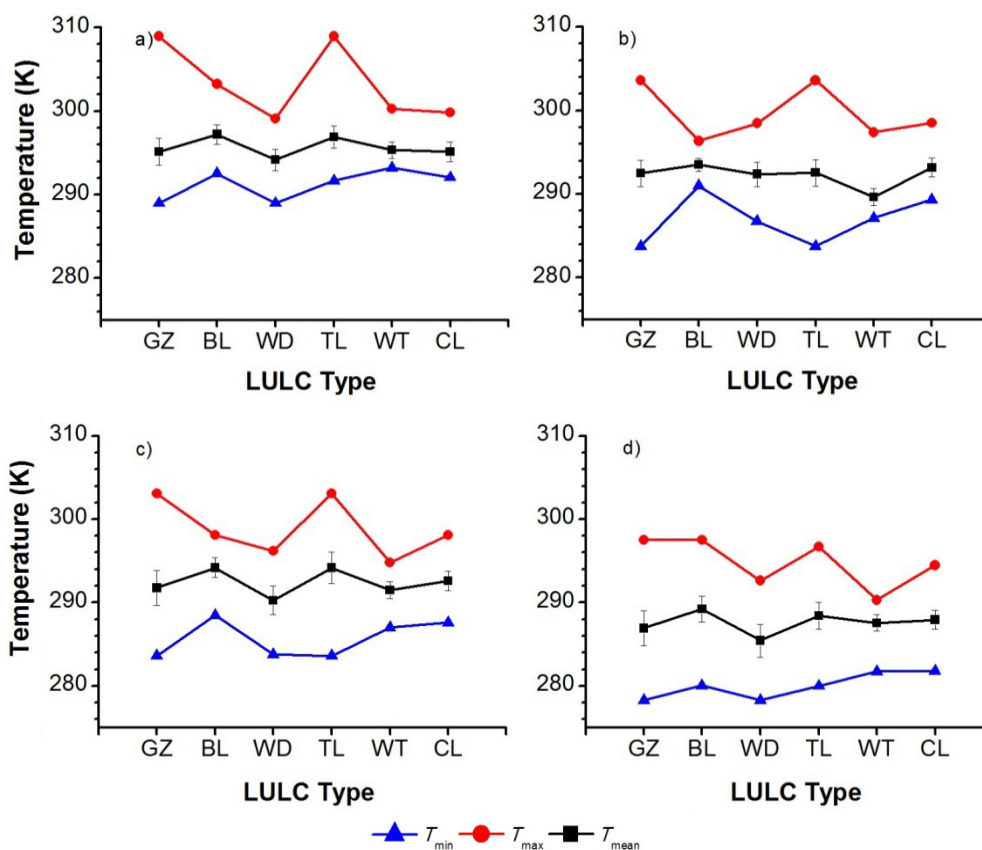 a)
310
300
290
280
Temperature (K)
GZ BL WD TL WT CL
LULC Type
b)
310
300
290
280
GZ BL WD TL WT CL
LULC Type
c)
310
300
290
280
Temperature (K)
GZ BL WD TL WT CL
LULC Type
d)
310
300
290
280
GZ BL WD TL WT CL
LULC Type
Tmin Tmax Tmean